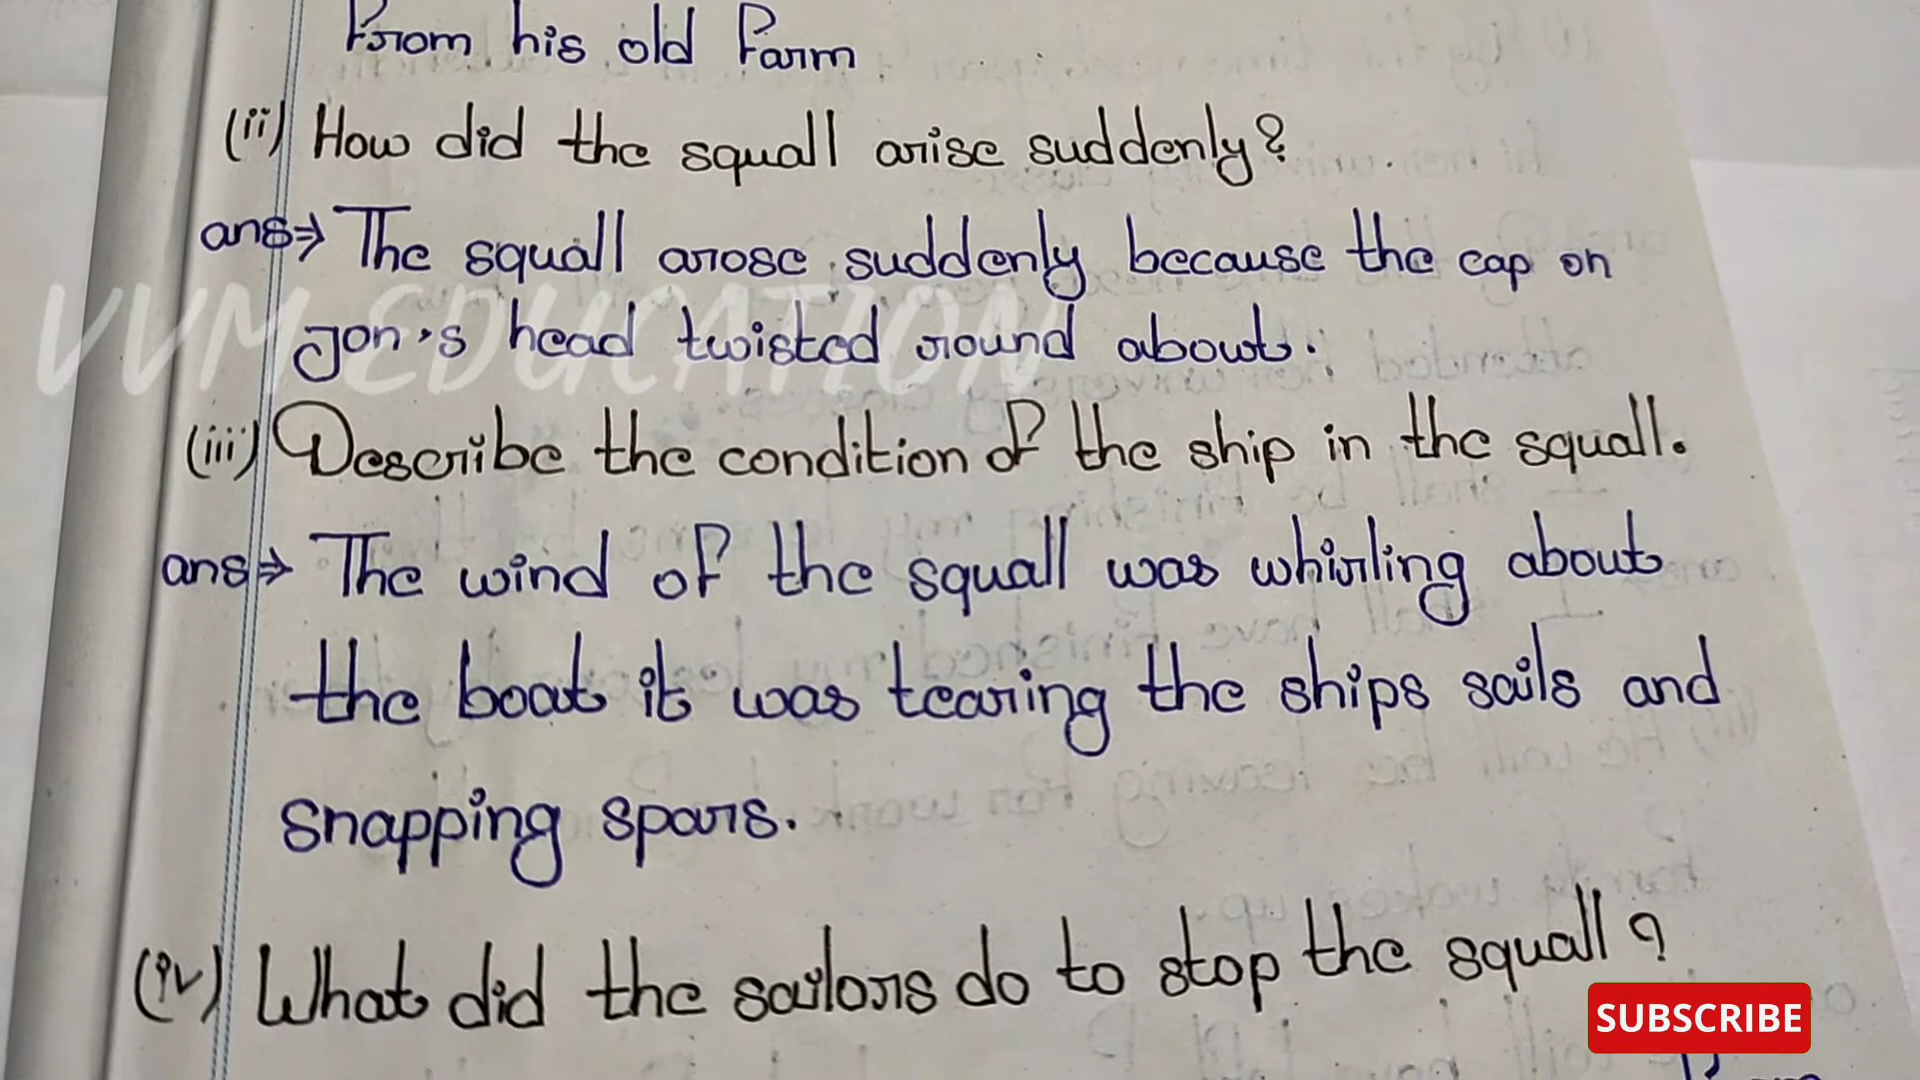 From his old Farm
(ii) How did the squall arise suddenly?
ans⇒ The squall arose suddenly because the cap on
Jon's head twisted round about.
(iii) Describe the condition of the ship in the squall.
ans⇒ The wind of the squall was whirling about
the boat it was tearing the ships sails and
snapping spars.
(iv) What did the sailors do to stop the squall?
VVM EDUCATION
SUBSCRIBE